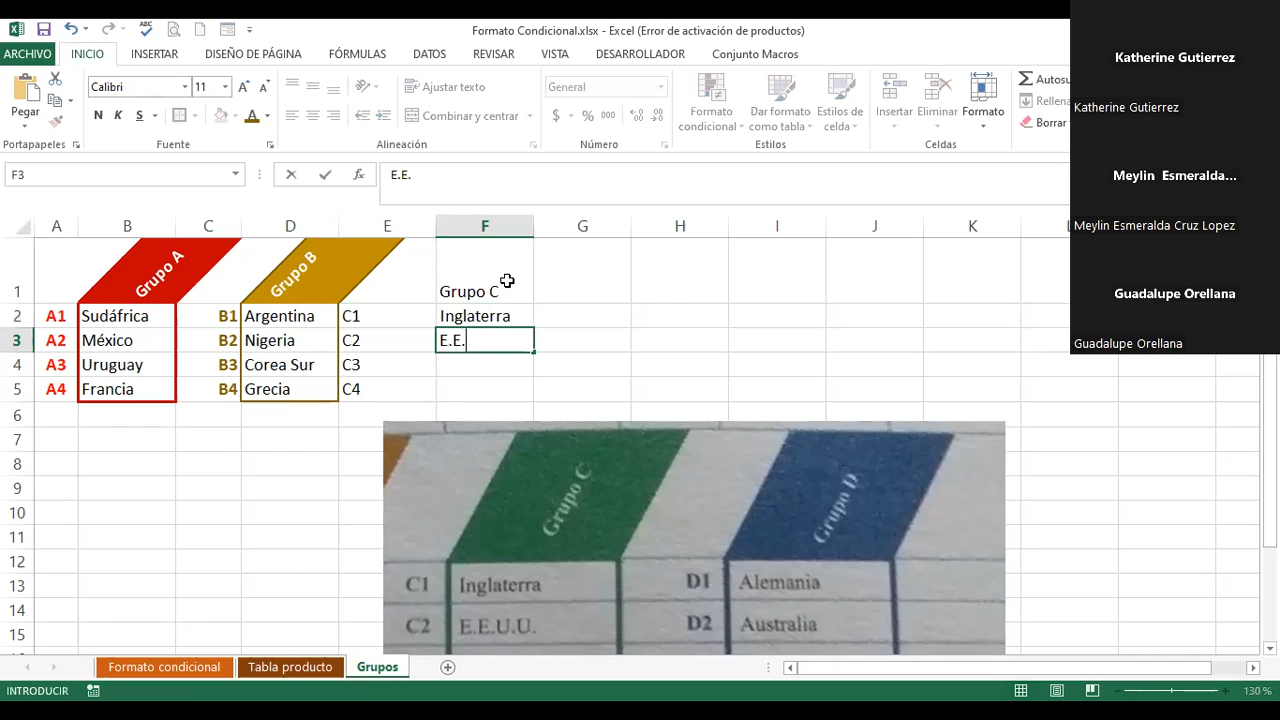 Formato Condicional.xlsx - Excel (Error de activación de productos)
ARCHIVO INICIO INSERTAR DISEÑO DE PÁGINA FÓRMULAS DATOS REVISAR VISTA DESARROLLADOR Conjunto Macros
Pegar
Calibri 11
N K S
Ajustar texto
Combinar y centrar
General
$ % 000
Formato condicional
Dar formato como tabla
Estilos de celda
Insertar Eliminar Formato
Autosu
Rellena
Borrar
Portapapeles Fuente Alineación Número Estilos Celdas
F3 fx E.E.
A B C D E F G H I J K L
1 Grupo A Grupo B Grupo C
2 A1 Sudáfrica B1 Argentina C1 Inglaterra
3 A2 México B2 Nigeria C2 E.E.
4 A3 Uruguay B3 Corea Sur C3
5 A4 Francia B4 Grecia C4
6
7
8
9
10
11
12
13
14
15
Grupo C Grupo D
C1 Inglaterra D1 Alemania
C2 E.E.U.U. D2 Australia
Formato condicional Tabla producto Grupos
INTRODUCIR 130 %
Katherine Gutierrez
Katherine Gutierrez
Meylin Esmeralda...
Meylin Esmeralda Cruz Lopez
Guadalupe Orellana
Guadalupe Orellana